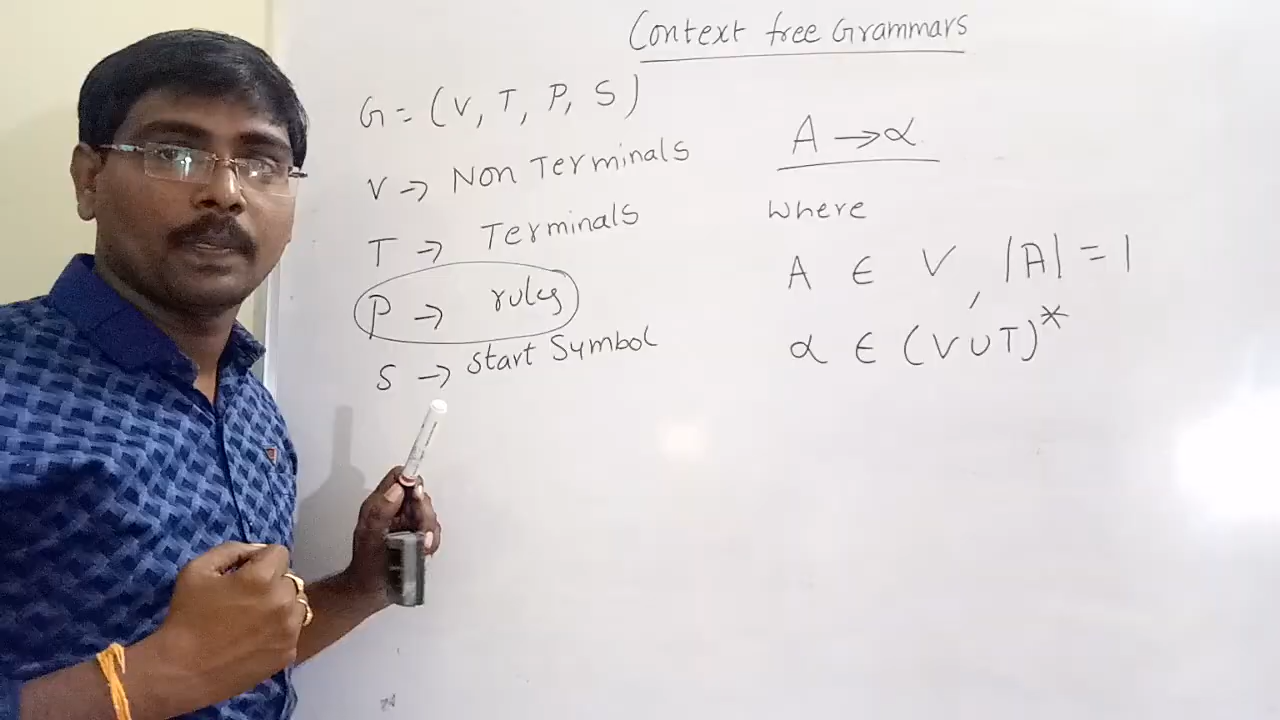 Context free Grammars
G = (V, T, P, S)
V → Non Terminals
T → Terminals
P → rules
S → Start Symbol
A → α
Where
A ∈ V, |A| = 1
α ∈ (V ∪ T)*